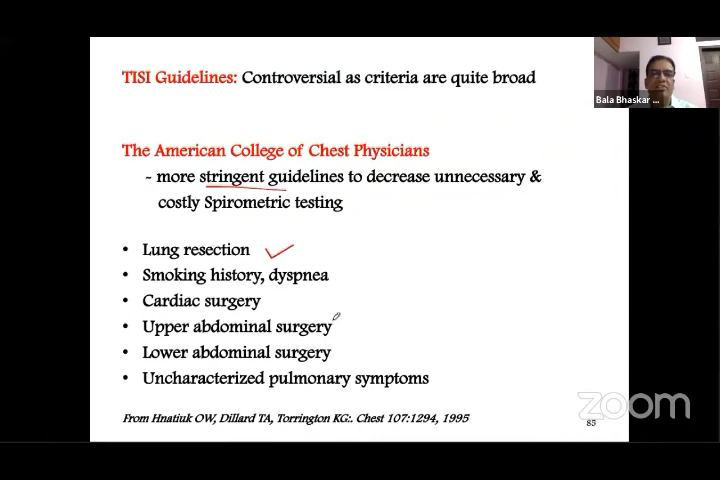 TISI Guidelines: Controversial as criteria are quite broad
The American College of Chest Physicians
- more stringent guidelines to decrease unnecessary &
costly Spirometric testing
• Lung resection
• Smoking history, dyspnea
• Cardiac surgery
• Upper abdominal surgery
• Lower abdominal surgery
• Uncharacterized pulmonary symptoms
From Hnatiuk OW, Dillard TA, Torrington KG:. Chest 107:1294, 1995
85
Bala Bhaskar ...
zoom